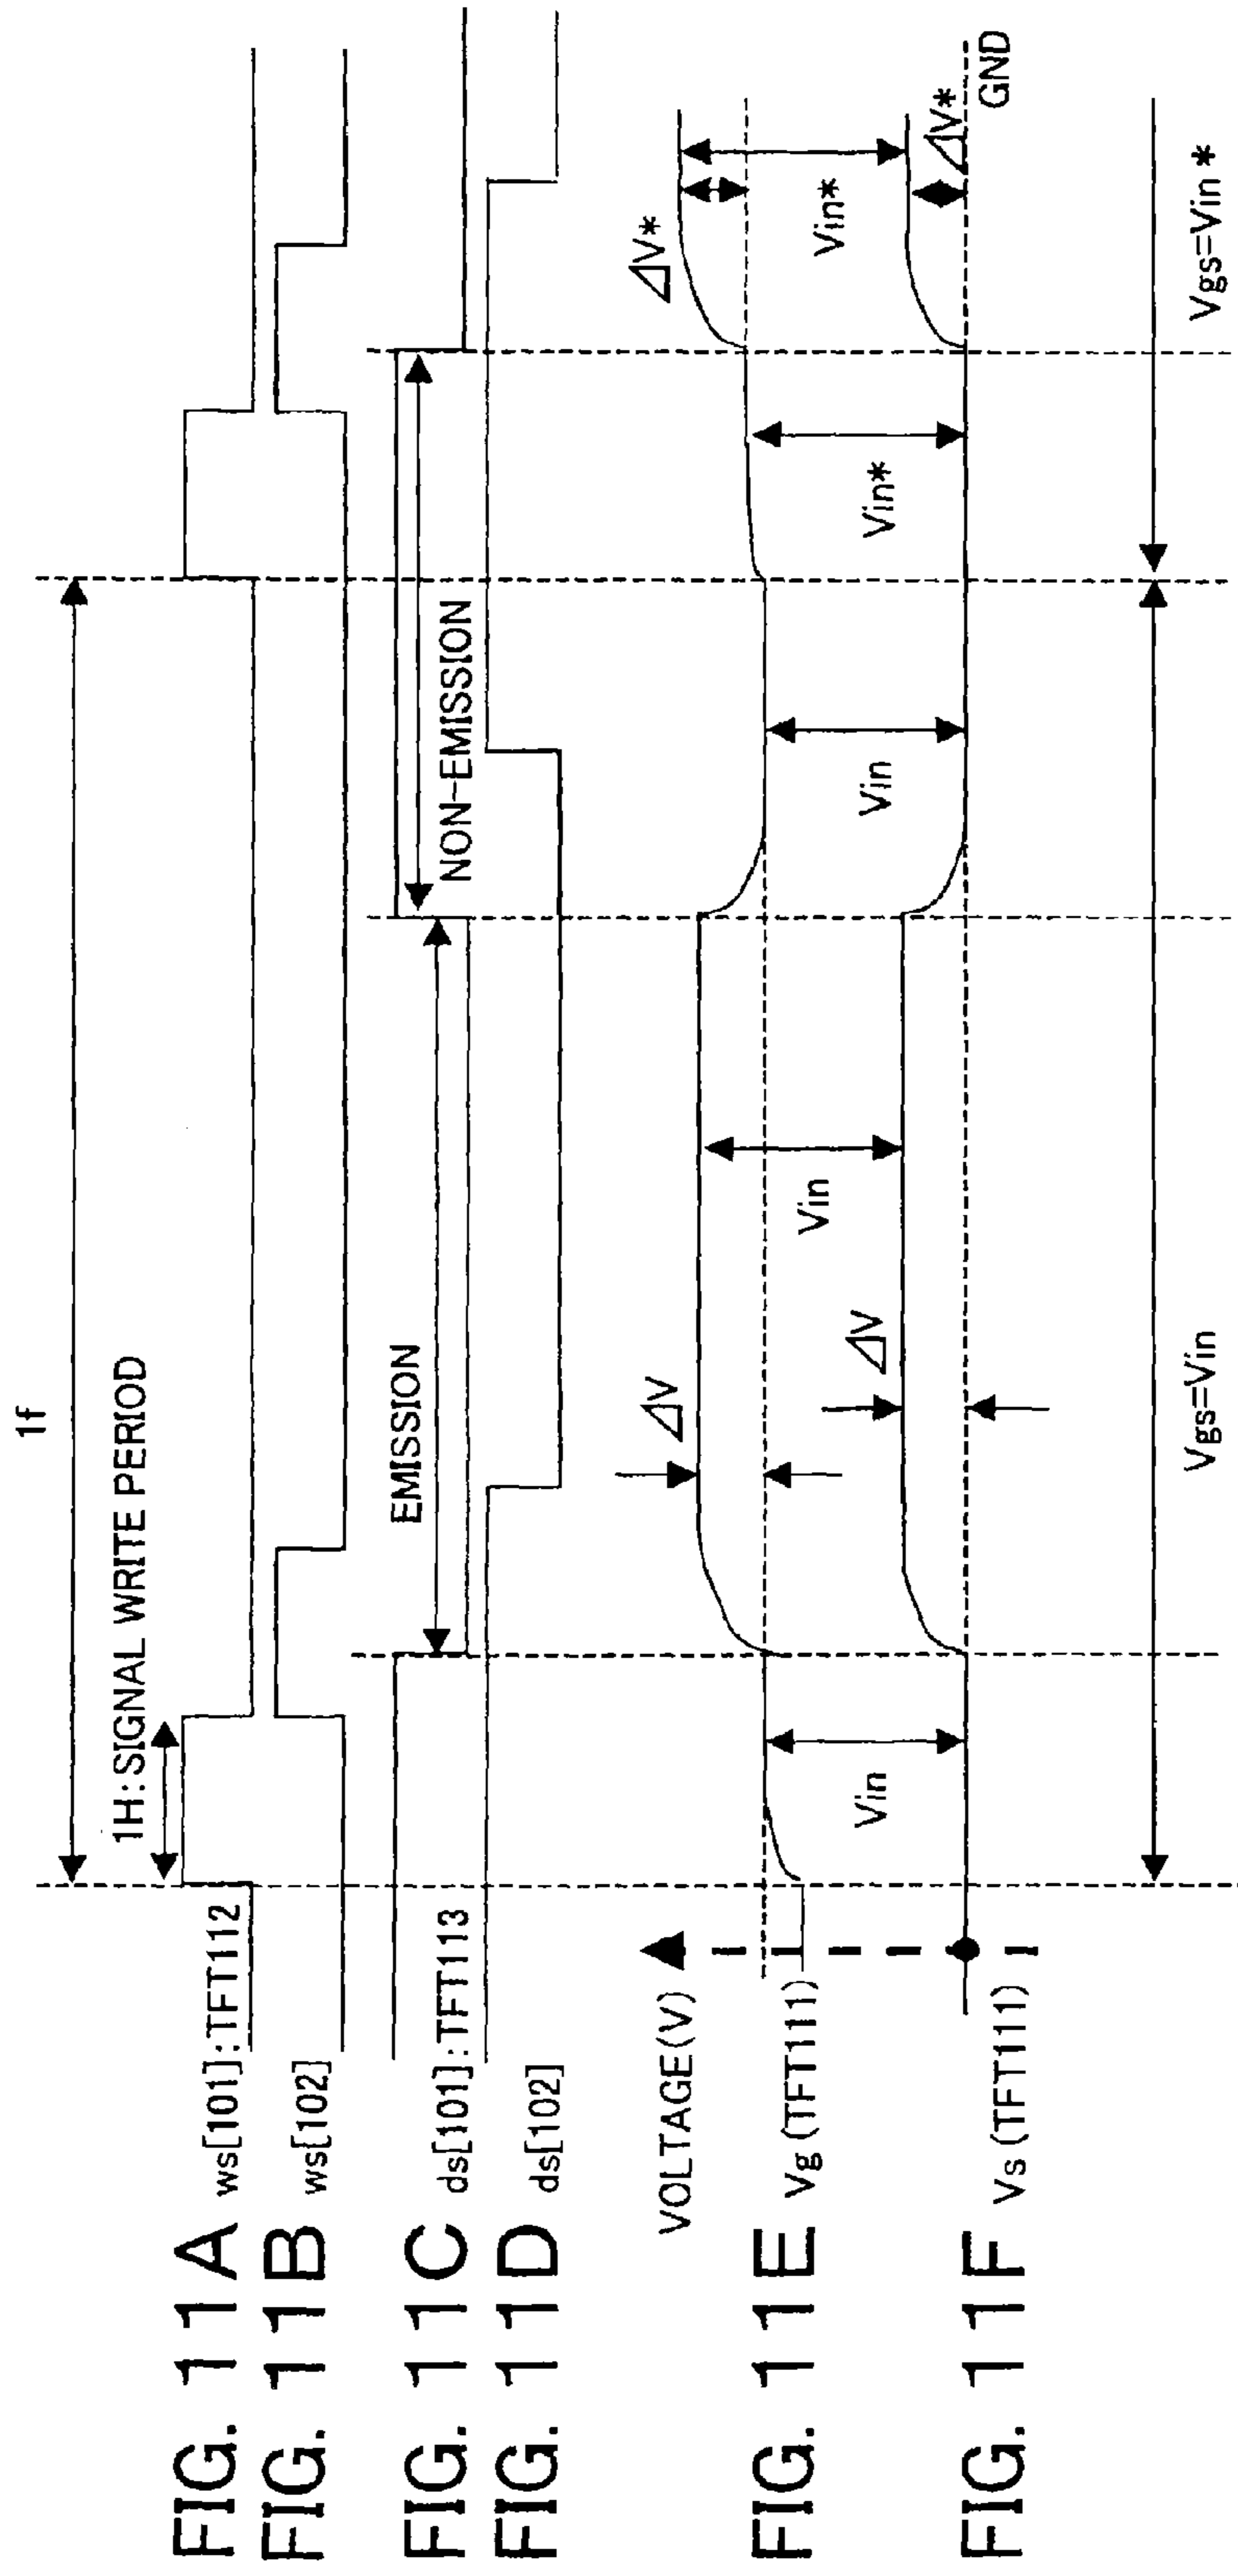 1f
1H:SIGNAL WRITE PERIOD
FIG. 11A ws[101]:TFT112
FIG. 11B ws[102]
EMISSION
NON-EMISSION
FIG. 11C ds[101]:TFT113
FIG. 11D ds[102]
VOLTAGE(V)
ΔV
ΔV*
FIG. 11E Vg(TFT111)
Vin
Vin
ΔV
Vin
Vin*
Vin*
ΔV*
FIG. 11F Vs(TFT111)
GND
Vgs=Vin
Vgs=Vin*